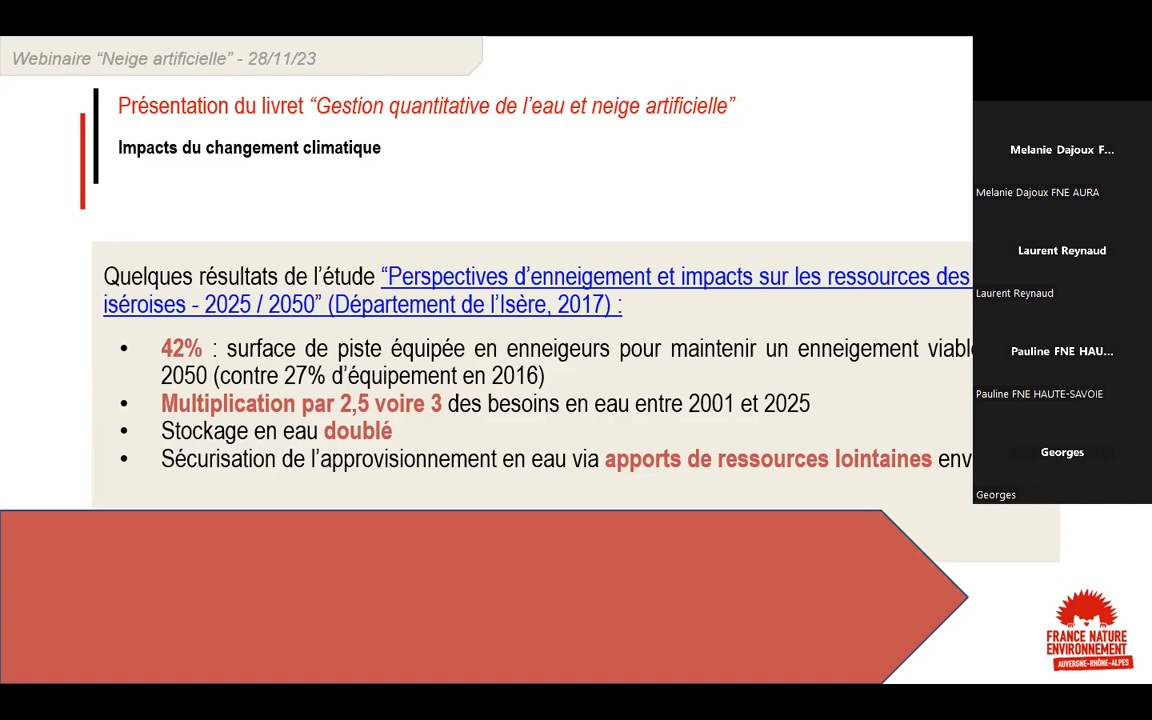 Webinaire “Neige artificielle” - 28/11/23
Présentation du livret “Gestion quantitative de l’eau et neige artificielle”
Impacts du changement climatique
Quelques résultats de l’étude “Perspectives d’enneigement et impacts sur les ressources des
iséroises - 2025 / 2050” (Département de l’Isère, 2017) :
• 42% : surface de piste équipée en enneigeurs pour maintenir un enneigement
2050 (contre 27% d’équipement en 2016)
• Multiplication par 2,5 voire 3 des besoins en eau entre 2001 et 2025
• Stockage en eau doublé
• Sécurisation de l’approvisionnement en eau via apports de ressources lointaines
Melanie Dajoux F...
Melanie Dajoux FNE AURA
Laurent Reynaud
Laurent Reynaud
Pauline FNE HAU...
Pauline FNE HAUTE-SAVOIE
Georges
Georges
FRANCE NATURE
ENVIRONNEMENT
AUVERGNE-RHÔNE-ALPES